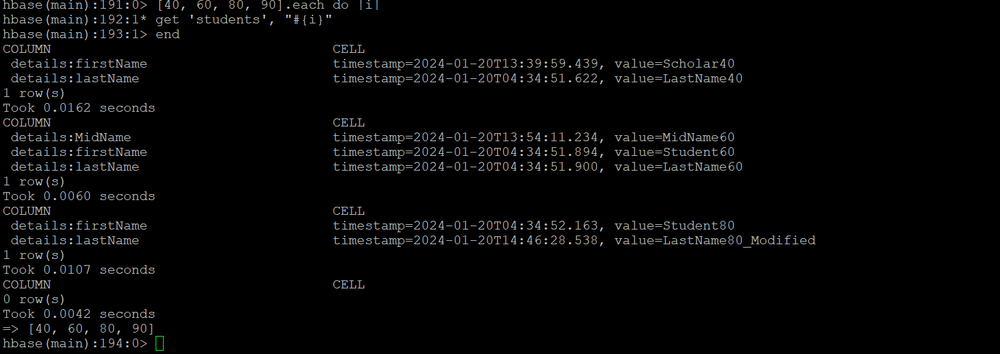 hbase(main):191:0> [40, 60, 80, 90].each do |i|
hbase(main):192:1* get 'students', "#{i}"
hbase(main):193:1> end
COLUMN CELL
details:firstName timestamp=2024-01-20T13:39:59.439, value=Scholar40
details:lastName timestamp=2024-01-20T04:34:51.622, value=LastName40
1 row(s)
Took 0.0162 seconds
COLUMN CELL
details:MidName timestamp=2024-01-20T13:54:11.234, value=MidName60
details:firstName timestamp=2024-01-20T04:34:51.894, value=Student60
details:lastName timestamp=2024-01-20T04:34:51.900, value=LastName60
1 row(s)
Took 0.0060 seconds
COLUMN CELL
details:firstName timestamp=2024-01-20T04:34:52.163, value=Student80
details:lastName timestamp=2024-01-20T14:46:28.538, value=LastName80_Modified
1 row(s)
Took 0.0107 seconds
COLUMN CELL
0 row(s)
Took 0.0042 seconds
=> [40, 60, 80, 90]
hbase(main):194:0>